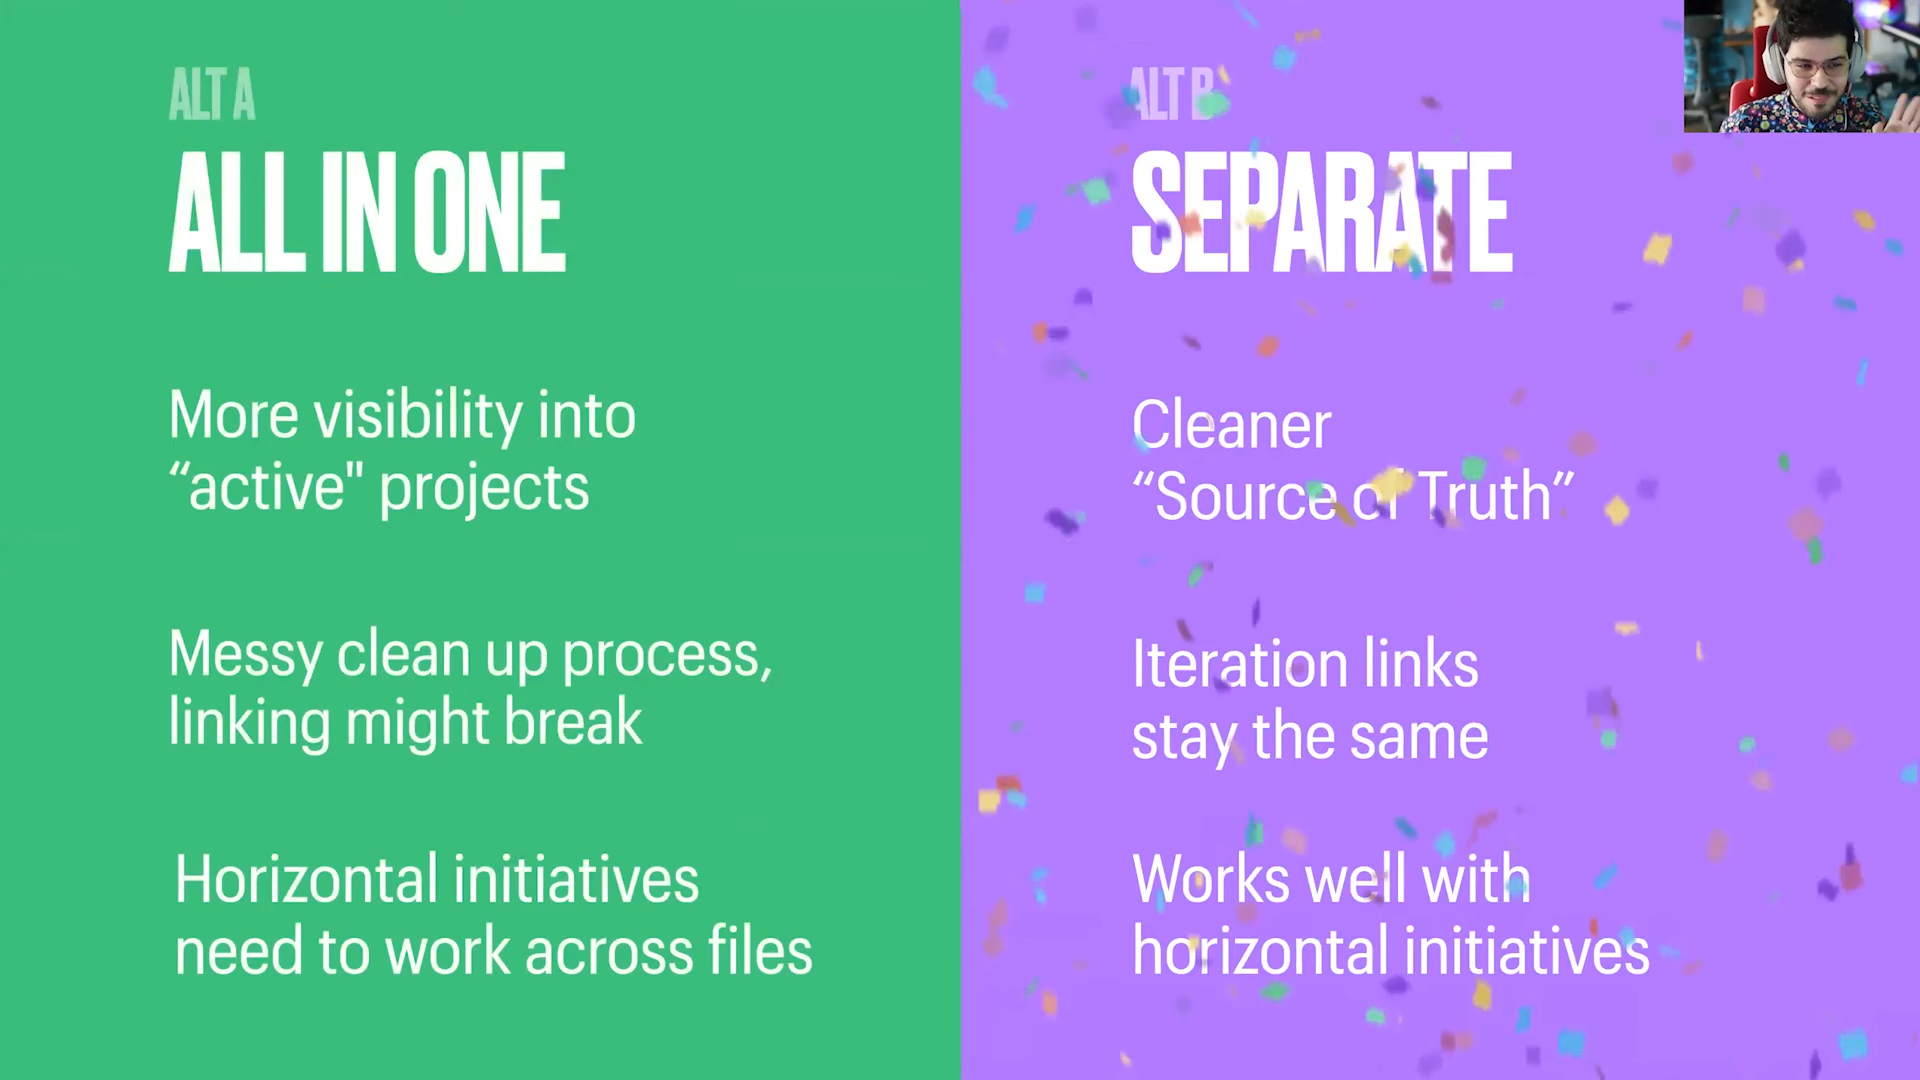 ALT A
ALL IN ONE
More visibility into
“active" projects
Messy clean up process,
linking might break
Horizontal initiatives
need to work across files
ALT B
SEPARATE
Cleaner
“Source of Truth”
Iteration links
stay the same
Works well with
horizontal initiatives